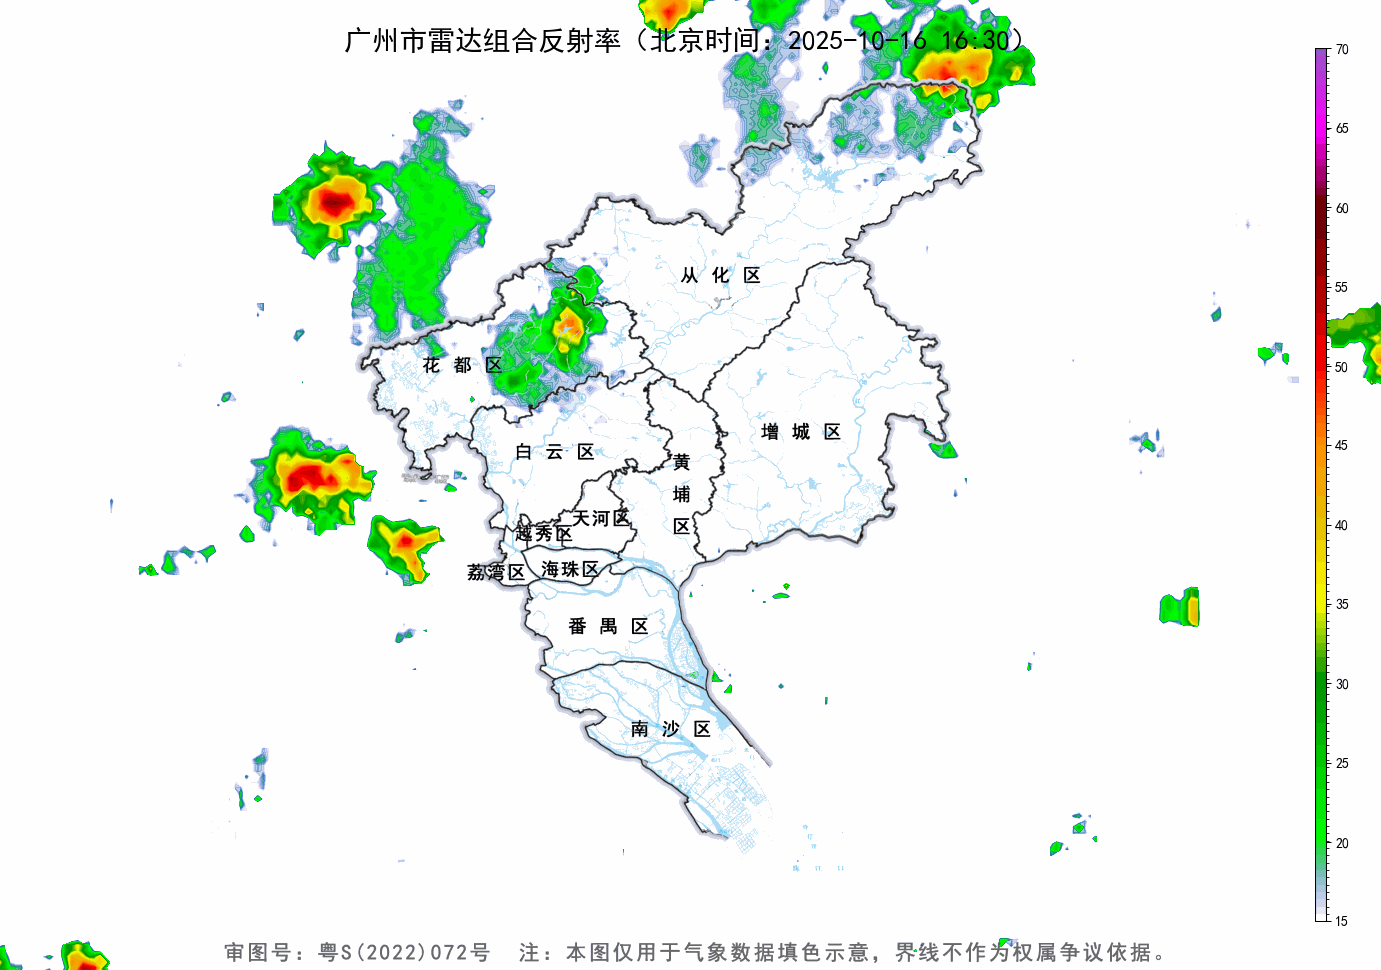 广州市雷达组合反射率（北京时间：2025-10-16 16:30）
70
65
60
55
50
45
40
35
30
25
20
15
从化区
花都区
增城区
白云区
黄埔区
天河区
越秀区
荔湾区
海珠区
番禺区
南沙区
审图号：粤S(2022)072号 注：本图仅用于气象数据填色示意，界线不作为权属争议依据。